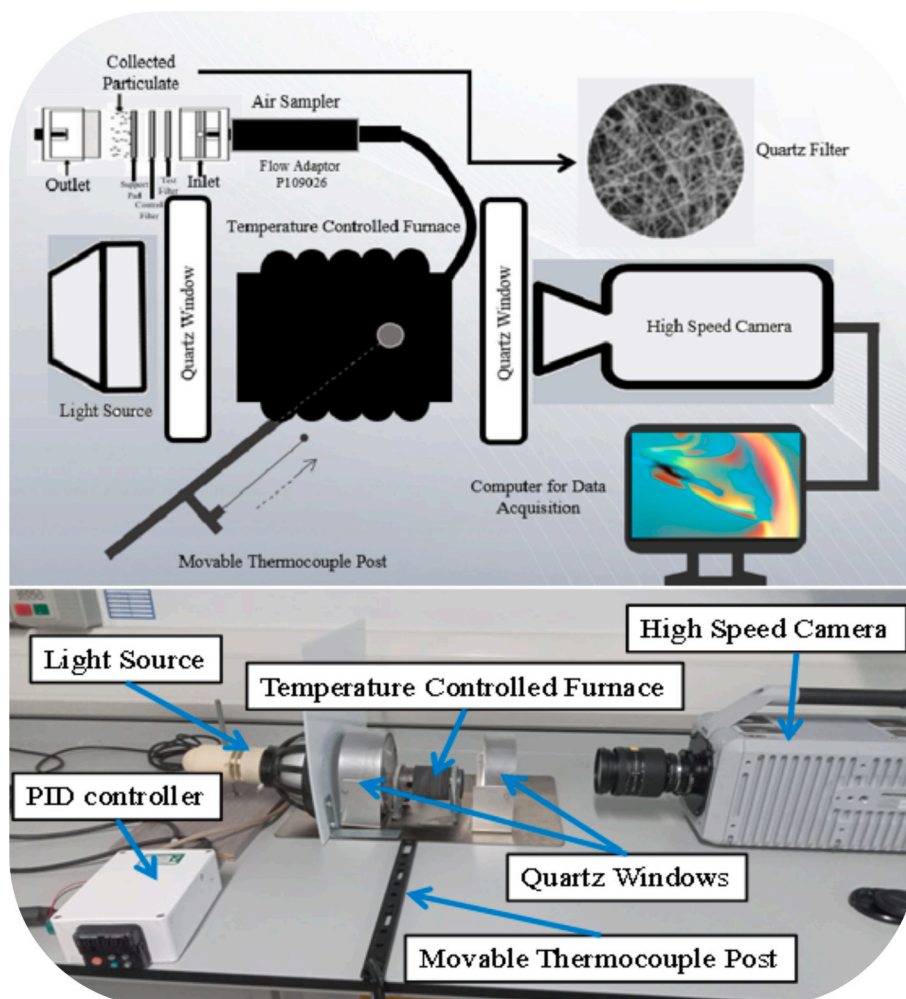 Collected
Particulate
Air Sampler
Flow Adaptor
P109026
Outlet
Support
Pad
Control
Filter
Test
Filter
Inlet
Quartz Filter
Temperature Controlled Furnace
Quartz Window
Quartz Window
High Speed Camera
Light Source
Computer for Data
Acquisition
Movable Thermocouple Post
High Speed Camera
Light Source
Temperature Controlled Furnace
PID controller
Quartz Windows
Movable Thermocouple Post